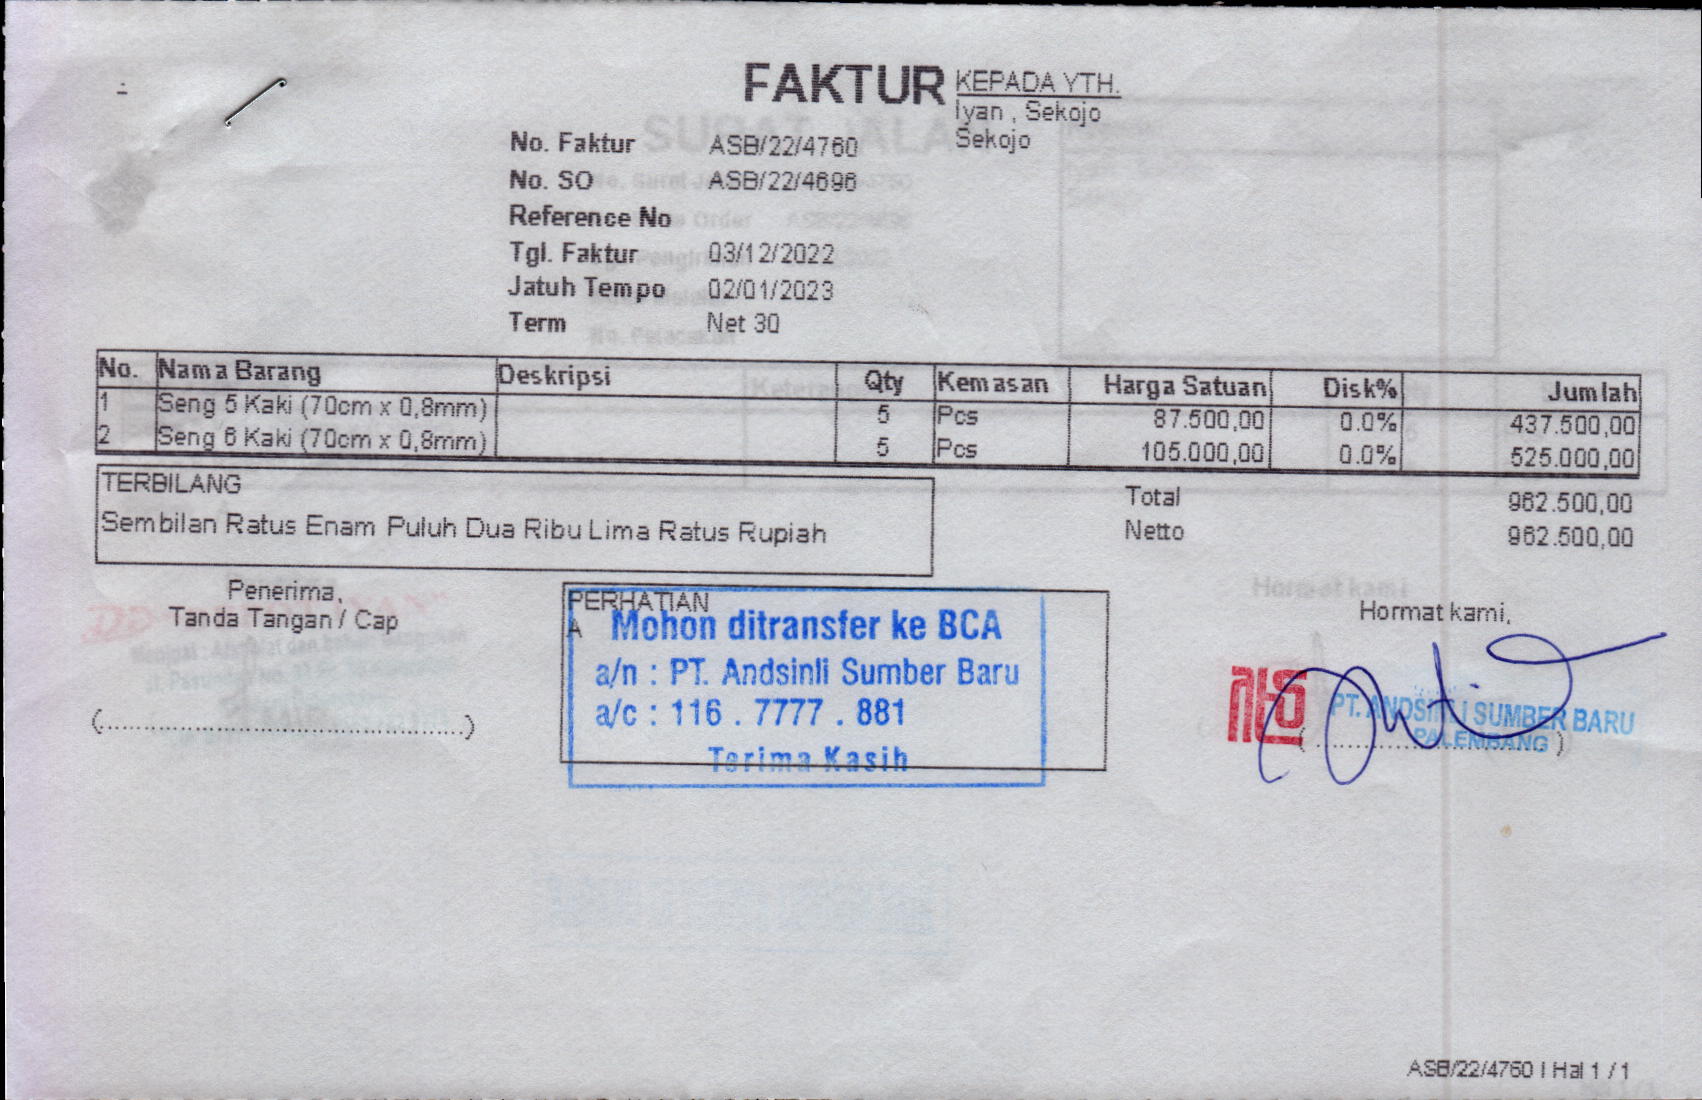 FAKTUR
KEPADA YTH.
Iyan , Sekojo
Sekojo
No. Faktur ASB/22/4760
No. SO ASB/22/4696
Reference No
Tgl. Faktur 03/12/2022
Jatuh Tempo 02/01/2023
Term Net 30
No. Nama Barang Deskripsi Qty Kemasan Harga Satuan Disk% Jumlah
1 Seng 5 Kaki (70cm x 0,8mm) 5 Pcs 87.500,00 0.0% 437.500,00
2 Seng 6 Kaki (70cm x 0,8mm) 5 Pcs 105.000,00 0.0% 525.000,00
TERBILANG
Sembilan Ratus Enam Puluh Dua Ribu Lima Ratus Rupiah
Total 962.500,00
Netto 962.500,00
Penerima,
Tanda Tangan / Cap
(................................................)
PERHATIAN
A
Mohon ditransfer ke BCA
a/n : PT. Andsinli Sumber Baru
a/c : 116 . 7777 . 881
Terima Kasih
Hormat kami,
PT. ANDSINLI SUMBER BARU
PALEMBANG
ASB/22/4760 | Hal 1 / 1